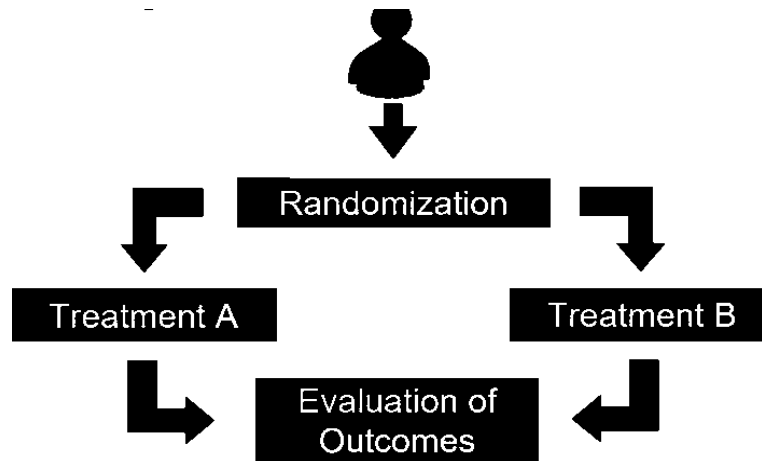 Randomization
Treatment A
Treatment B
Evaluation of
Outcomes